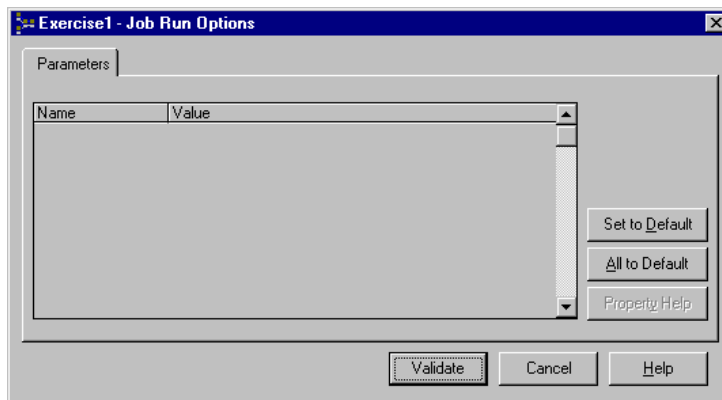 Exercise1 - Job Run Options
Parameters
Name Value
Set to Default
All to Default
Property Help
Validate Cancel Help